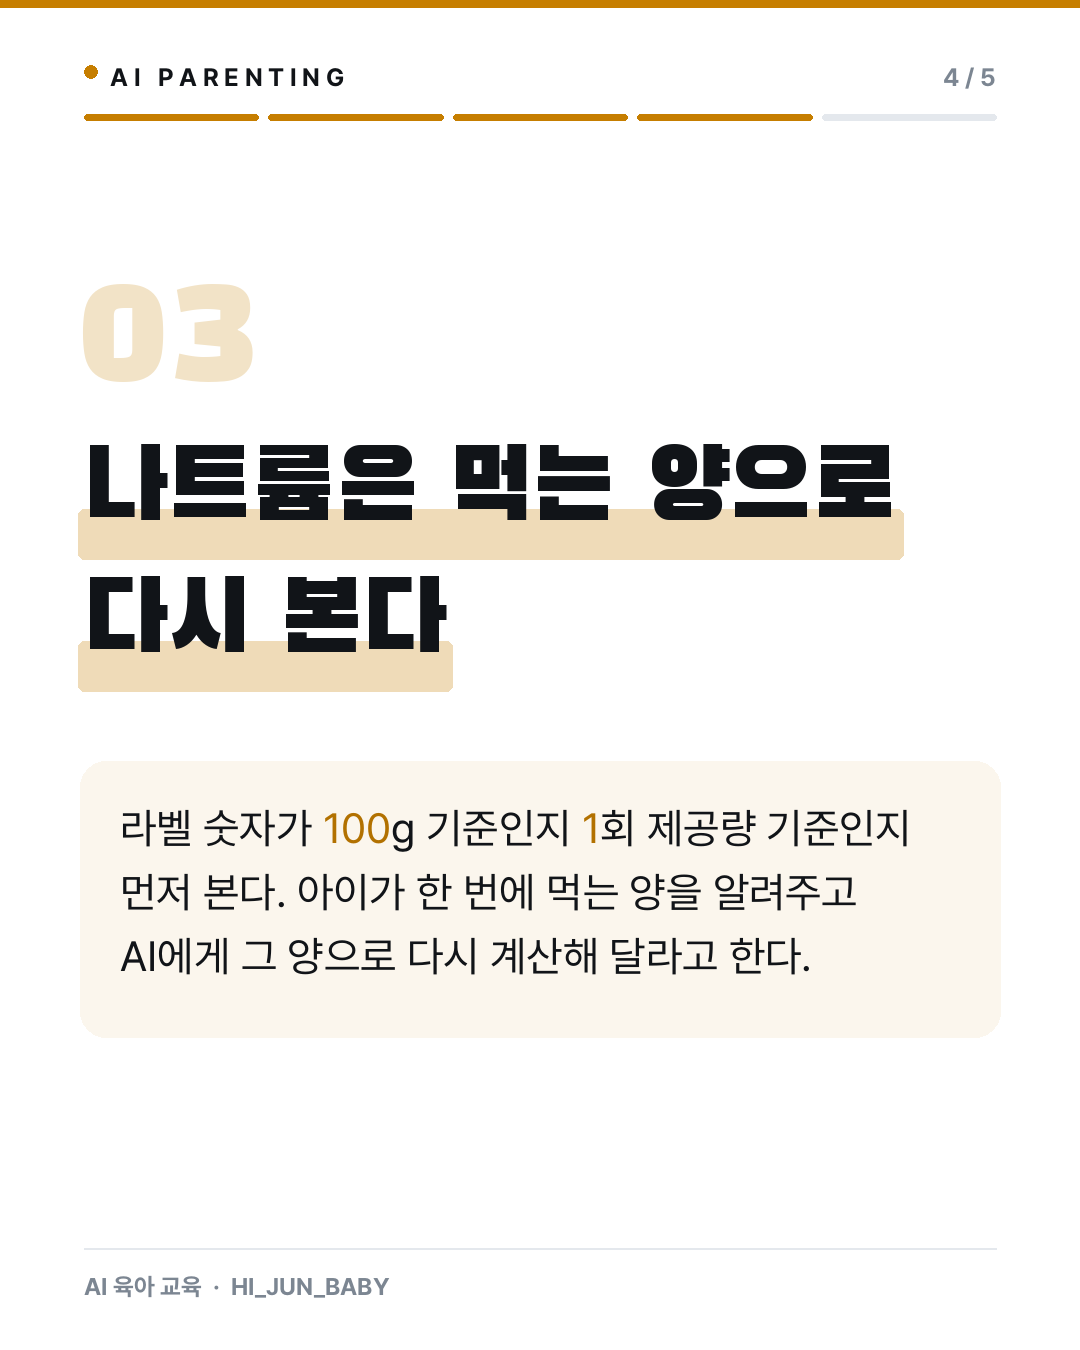 AI PARENTING
4 / 5
03
나트륨은 먹는 양으로
다시 본다
라벨 숫자가 100g 기준인지 1회 제공량 기준인지
먼저 본다. 아이가 한 번에 먹는 양을 알려주고
AI에게 그 양으로 다시 계산해 달라고 한다.
AI 육아 교육 · HI_JUN_BABY